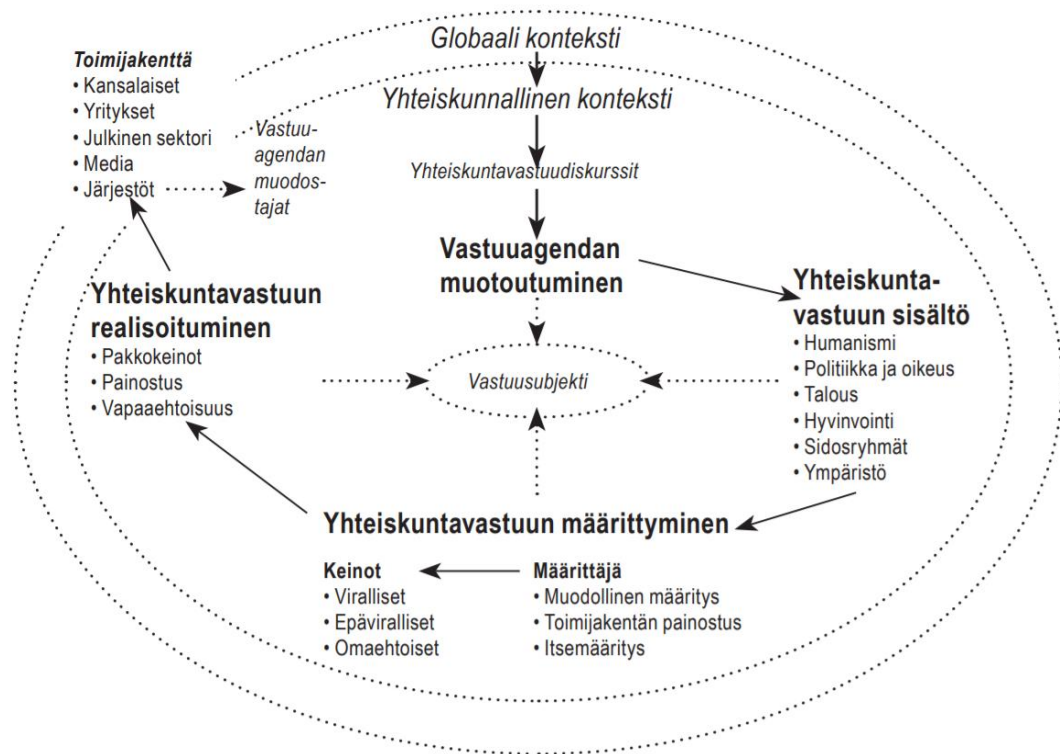 Globaali konteksti
Toimijakenttä
• Kansalaiset
• Yritykset
• Julkinen sektori
• Media
• Järjestöt
Vastuu-
agendan
muodos-
tajat
Yhteiskunnallinen konteksti
Yhteiskuntavastuudiskurssit
Vastuuagendan
muotoutuminen
Yhteiskunta-
vastuun sisältö
• Humanismi
• Politiikka ja oikeus
• Talous
• Hyvinvointi
• Sidosryhmät
• Ympäristö
Yhteiskuntavastuun
realisoituminen
• Pakkokeinot
• Painostus
• Vapaaehtoisuus
Vastuusubjekti
Yhteiskuntavastuun määrittyminen
Keinot
• Viralliset
• Epäviralliset
• Omaehtoiset
Määrittäjä
• Muodollinen määritys
• Toimijakentän painostus
• Itsemääritys